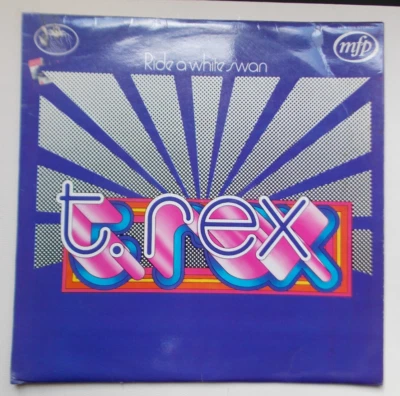 mfp
Ride a white swan
t.rex